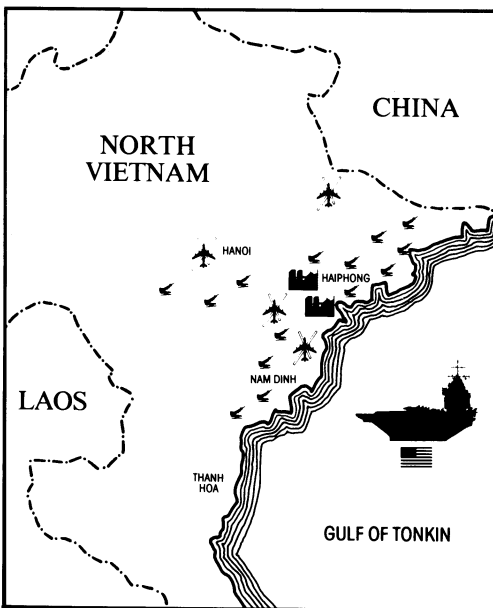 CHINA
NORTH
VIETNAM
HANOI
HAIPHONG
NAM DINH
LAOS
THANH
HOA
GULF OF TONKIN